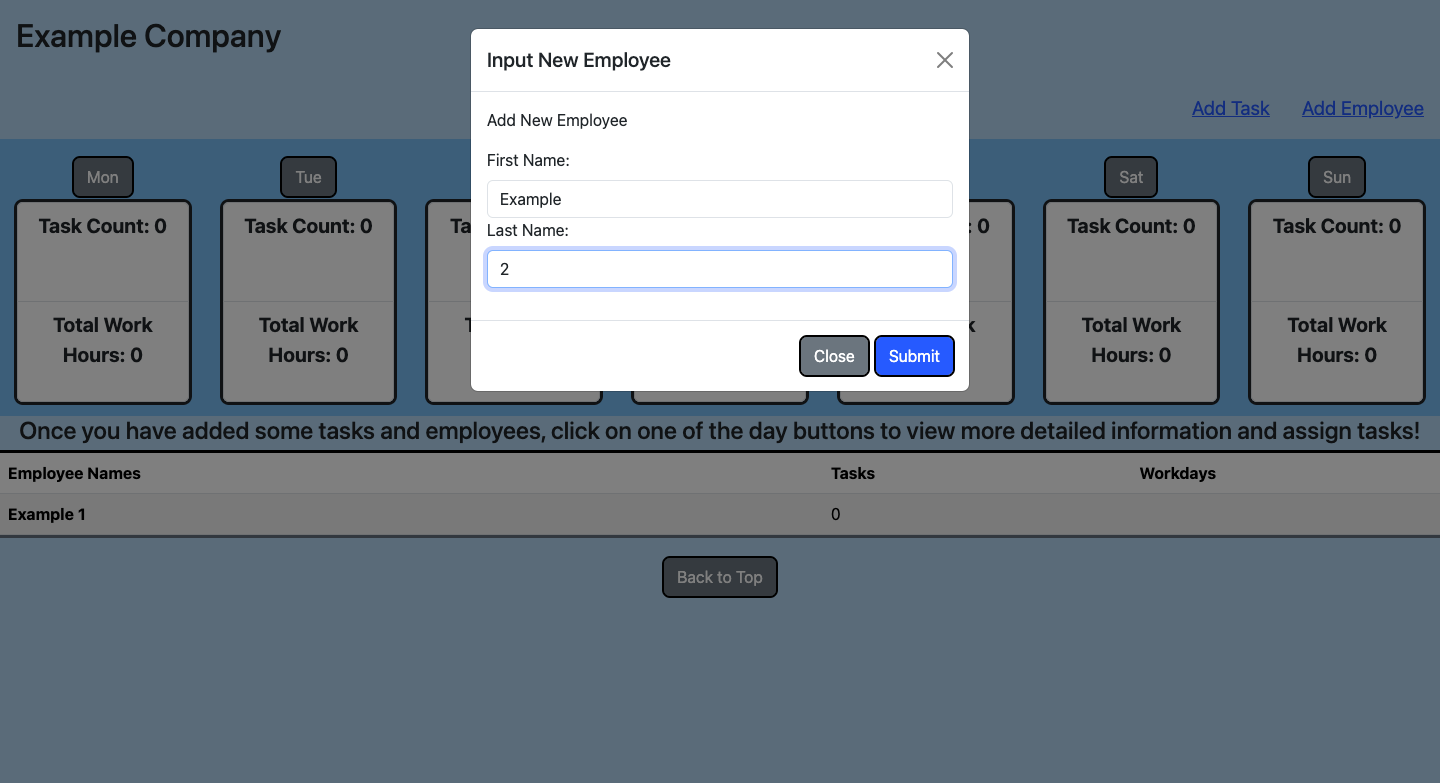 Example Company
Input New Employee
Add New Employee
Add Task Add Employee
First Name:
Example
Last Name:
2
Close Submit
Mon Tue Sat Sun
Task Count: 0 Task Count: 0 Ta : 0 Task Count: 0 Task Count: 0
Total Work Total Work Total Work Total Work
Hours: 0 Hours: 0 Hours: 0 Hours: 0
Once you have added some tasks and employees, click on one of the day buttons to view more detailed information and assign tasks!
Employee Names Tasks Workdays
Example 1 0
Back to Top